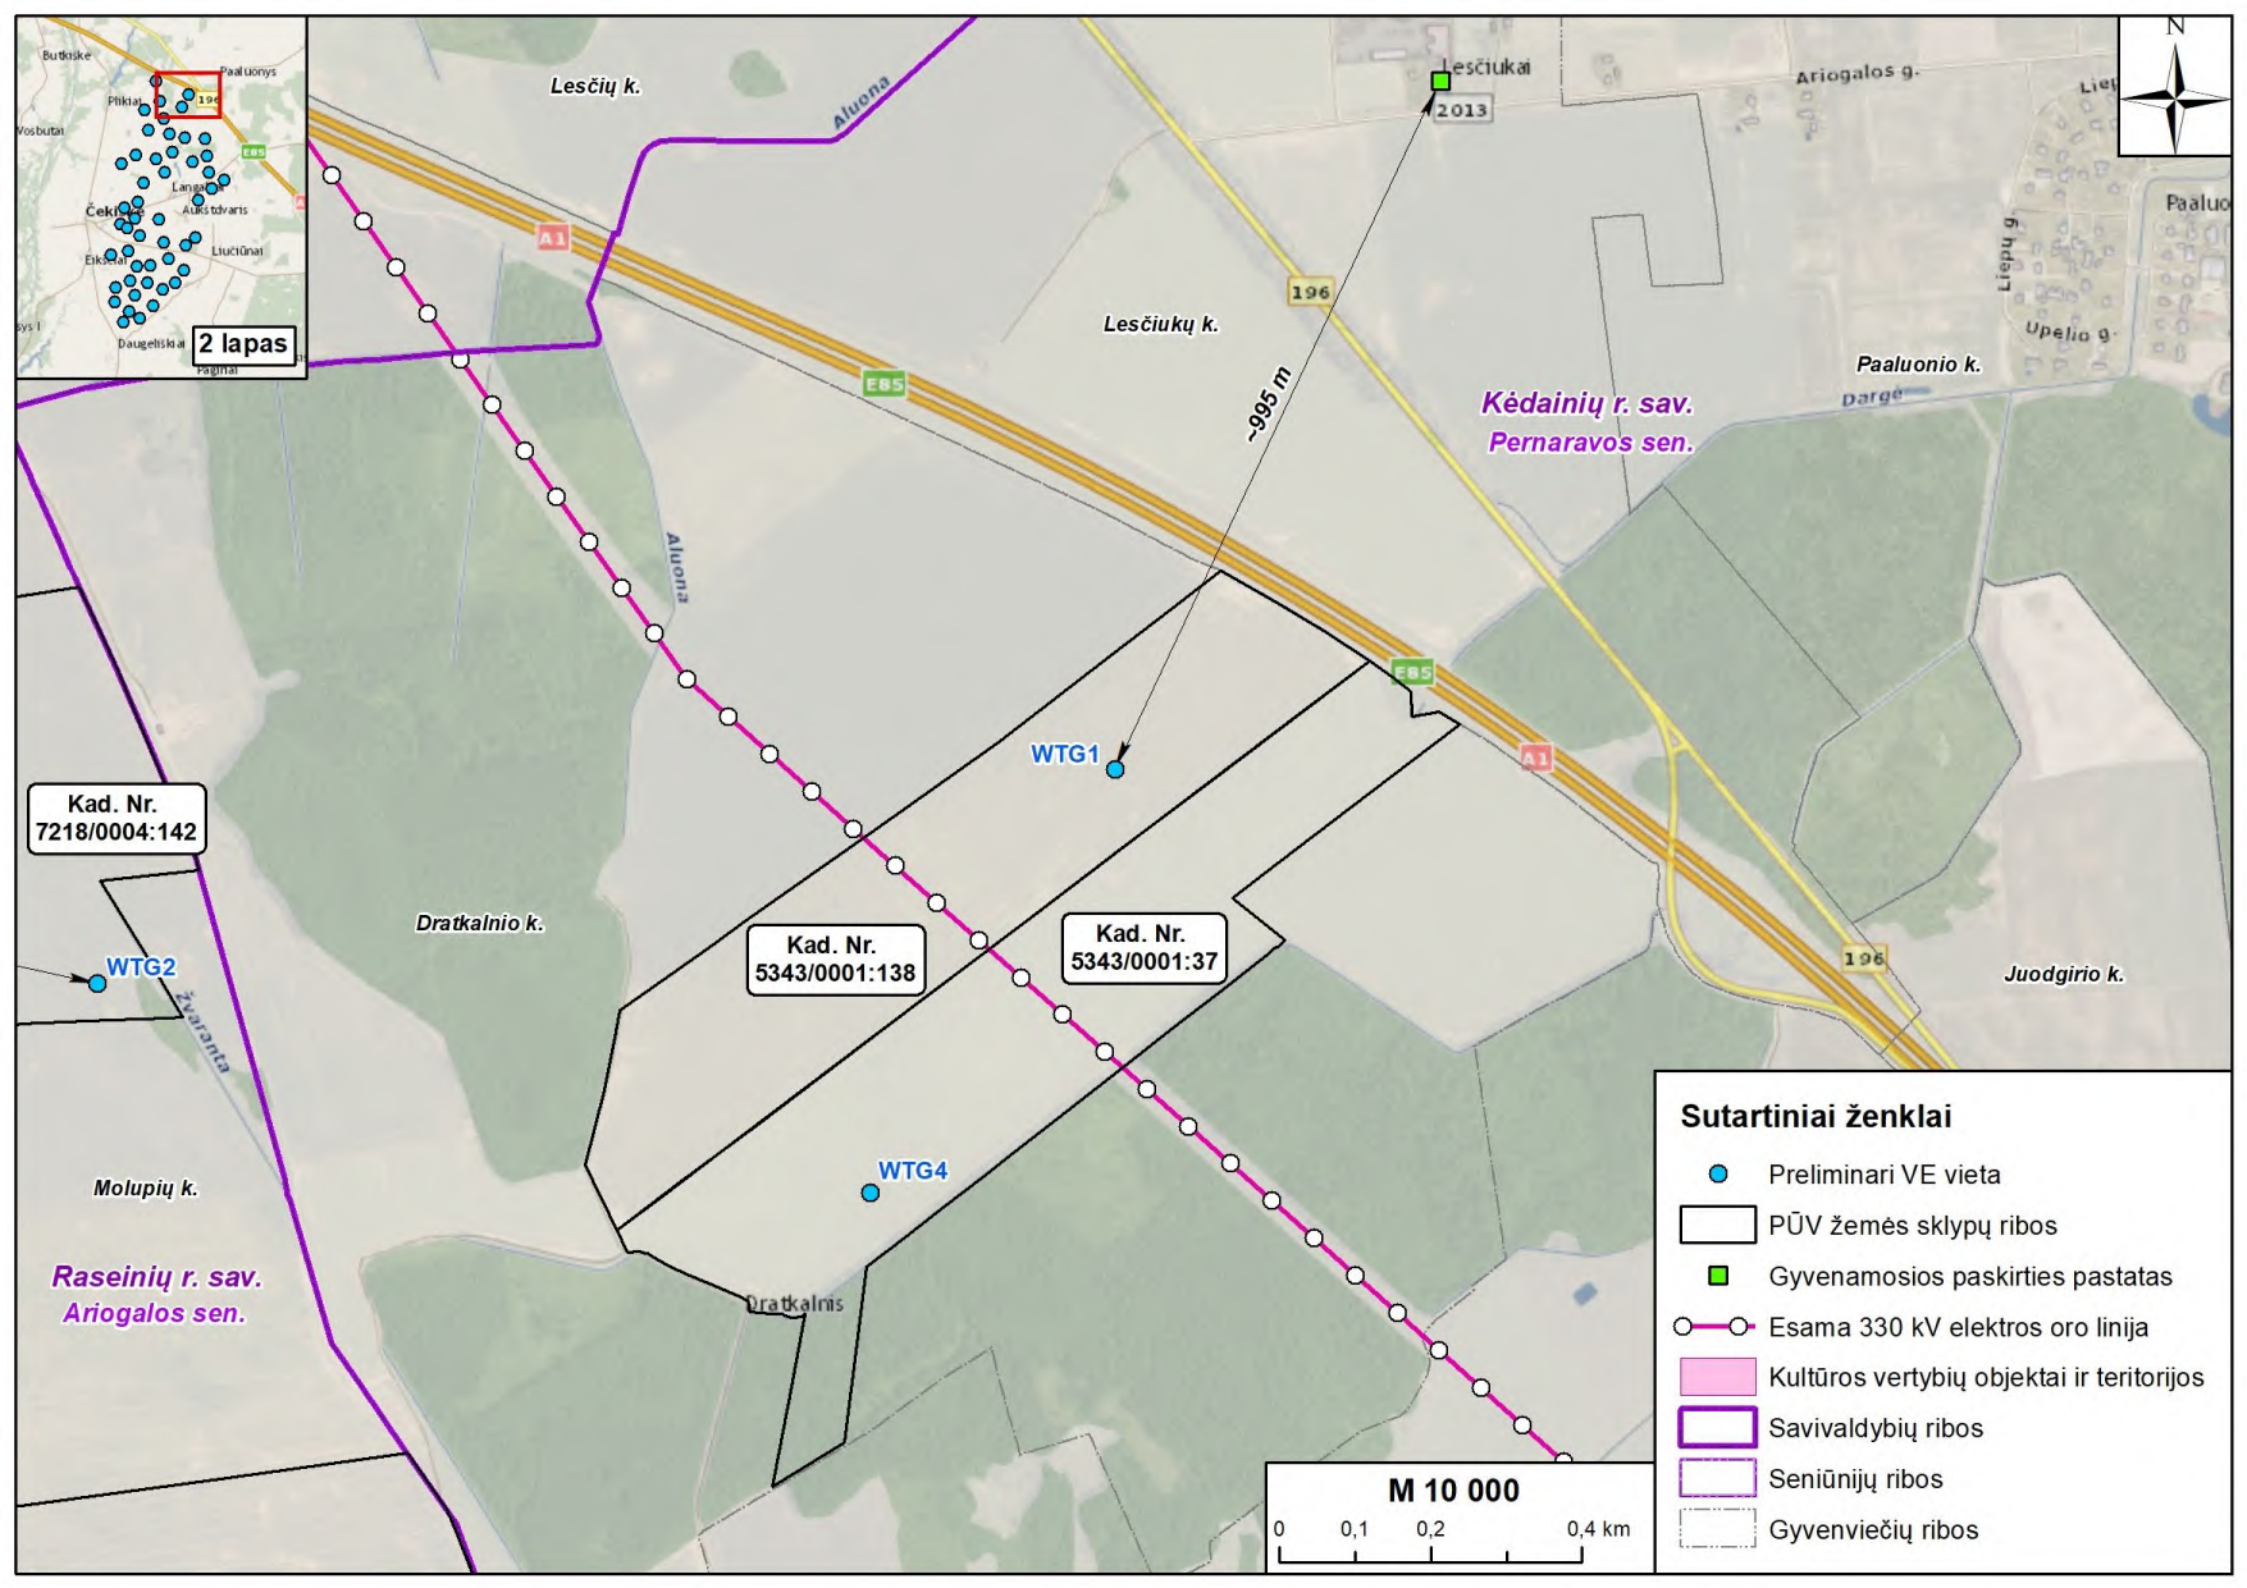 Butkiškė
Paaluonys
Plikiai
196
Vosbutai
E85
Čekiškė
Aukštdvaris
Liučiūnai
Daugeliškiai
Paginiai
2 lapas
N
Lesčių k.
Aluona
Lesčiukai
2013
Ariogalos g.
Liepų g.
Upelio g.
A1
196
Lesčiukų k.
E85
~995 m
Kėdainių r. sav.
Pernaravos sen.
Paaluonio k.
Dargė
Aluona
E85
A1
WTG1
Kad. Nr.
7218/0004:142
Dratkalnio k.
Kad. Nr.
5343/0001:138
Kad. Nr.
5343/0001:37
196
Juodgirio k.
WTG2
Žvaranta
Molupių k.
WTG4
Raseinių r. sav.
Ariogalos sen.
Dratkalnis
Sutartiniai ženklai
Preliminari VE vieta
PŪV žemės sklypų ribos
Gyvenamosios paskirties pastatas
Esama 330 kV elektros oro linija
Kultūros vertybių objektai ir teritorijos
Savivaldybių ribos
Seniūnijų ribos
Gyvenviečių ribos
M 10 000
0 0,1 0,2 0,4 km